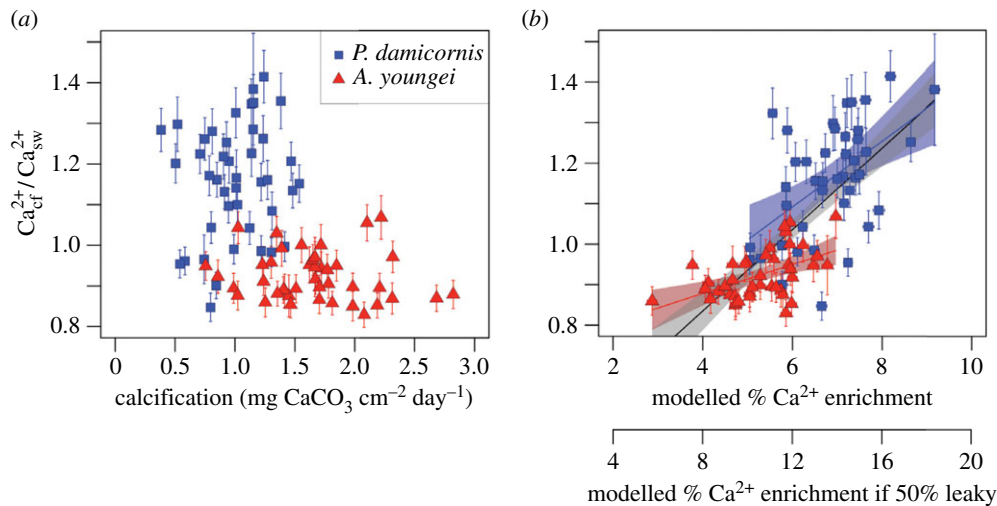 (a)
(b)
P. damicornis
A. youngei
Ca²⁺cf / Ca²⁺sw
1.4
1.2
1.0
0.8
0 0.5 1.0 1.5 2.0 2.5 3.0
calcification (mg CaCO₃ cm⁻² day⁻¹)
1.4
1.2
1.0
0.8
2 4 6 8 10
modelled % Ca²⁺ enrichment
4 8 12 16 20
modelled % Ca²⁺ enrichment if 50% leaky